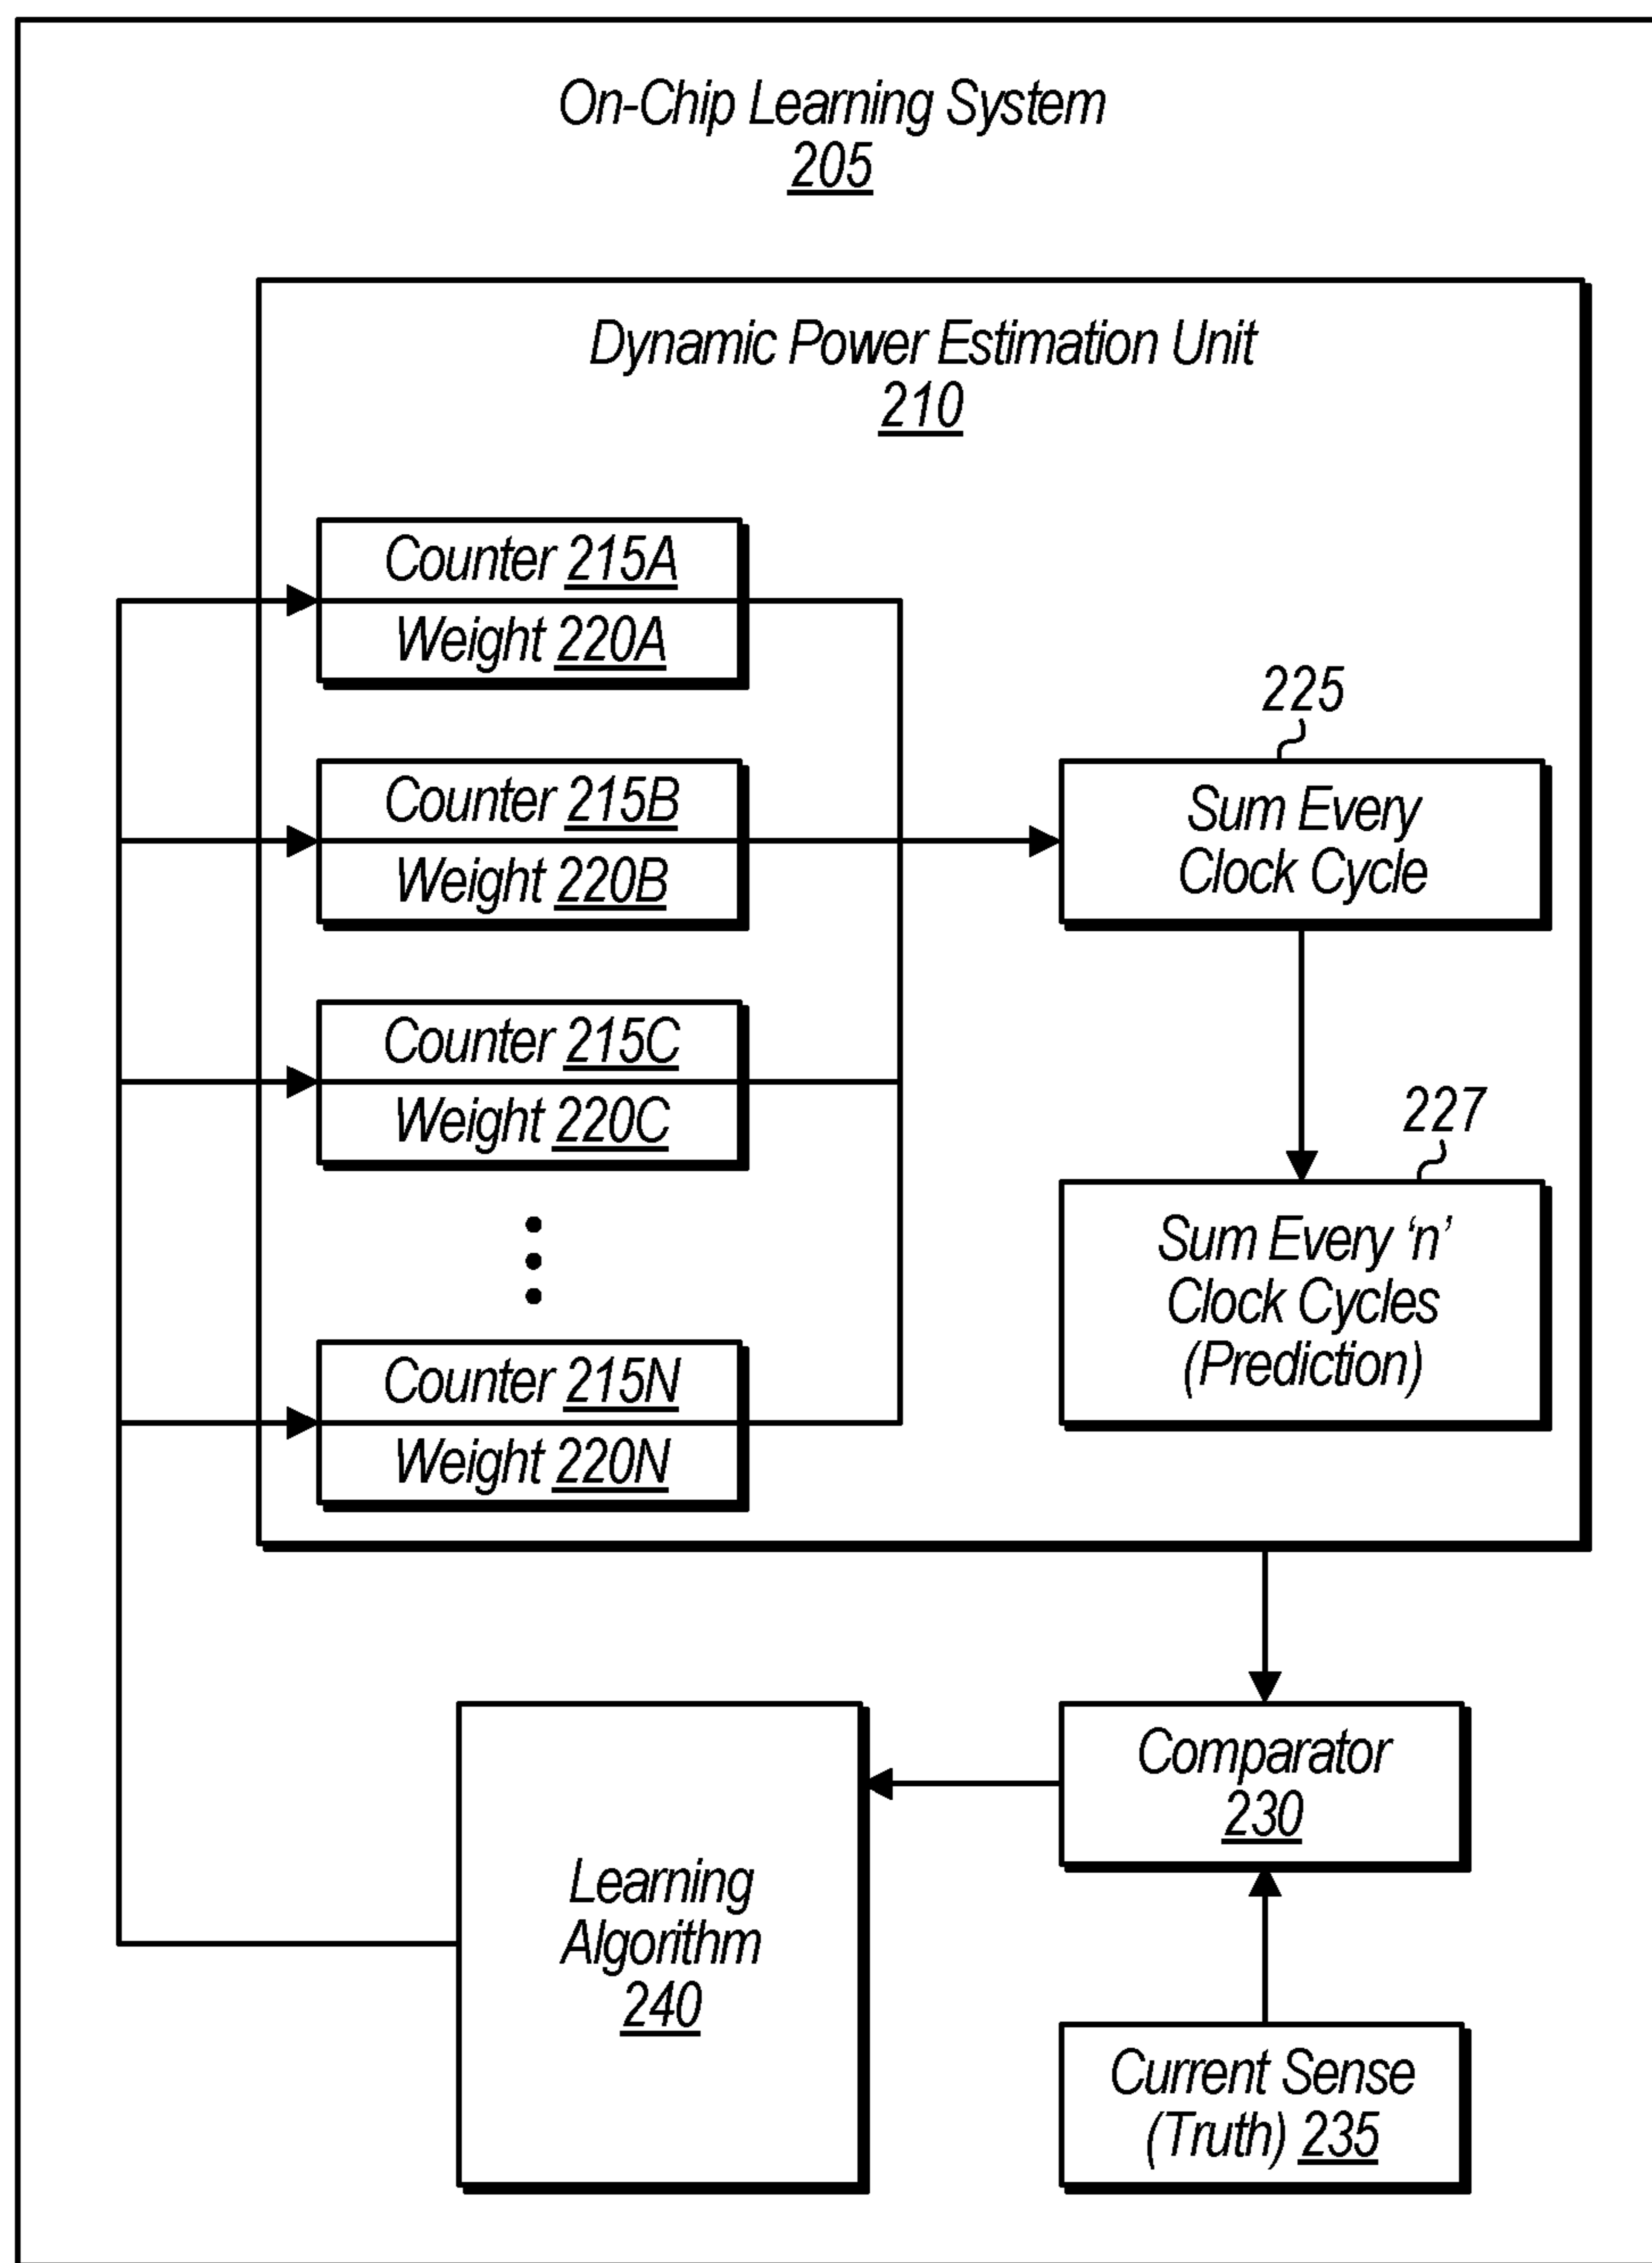 On-Chip Learning System
205
Dynamic Power Estimation Unit
210
Counter 215A
Weight 220A
Counter 215B
Weight 220B
225
Sum Every
Clock Cycle
Counter 215C
Weight 220C
227
Sum Every ‘n’
Clock Cycles
(Prediction)
Counter 215N
Weight 220N
Comparator
230
Learning
Algorithm
240
Current Sense
(Truth) 235